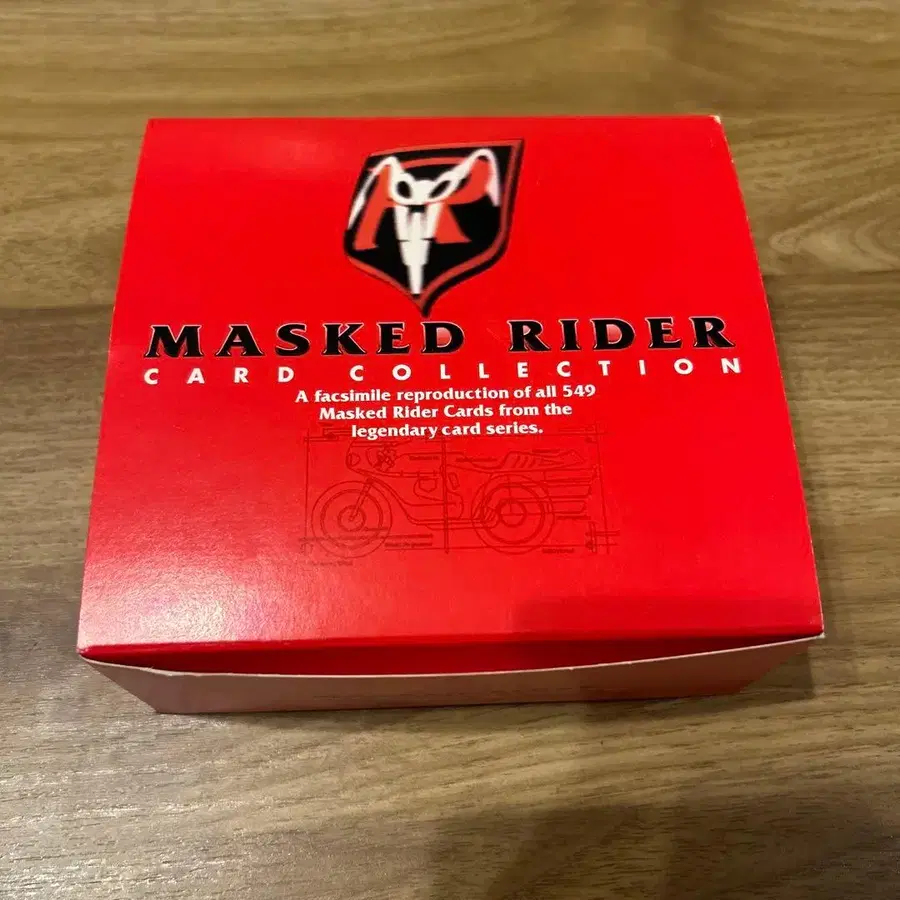 MASKED RIDER
CARD COLLECTION
A facsimile reproduction of all 549
Masked Rider Cards from the
legendary card series.